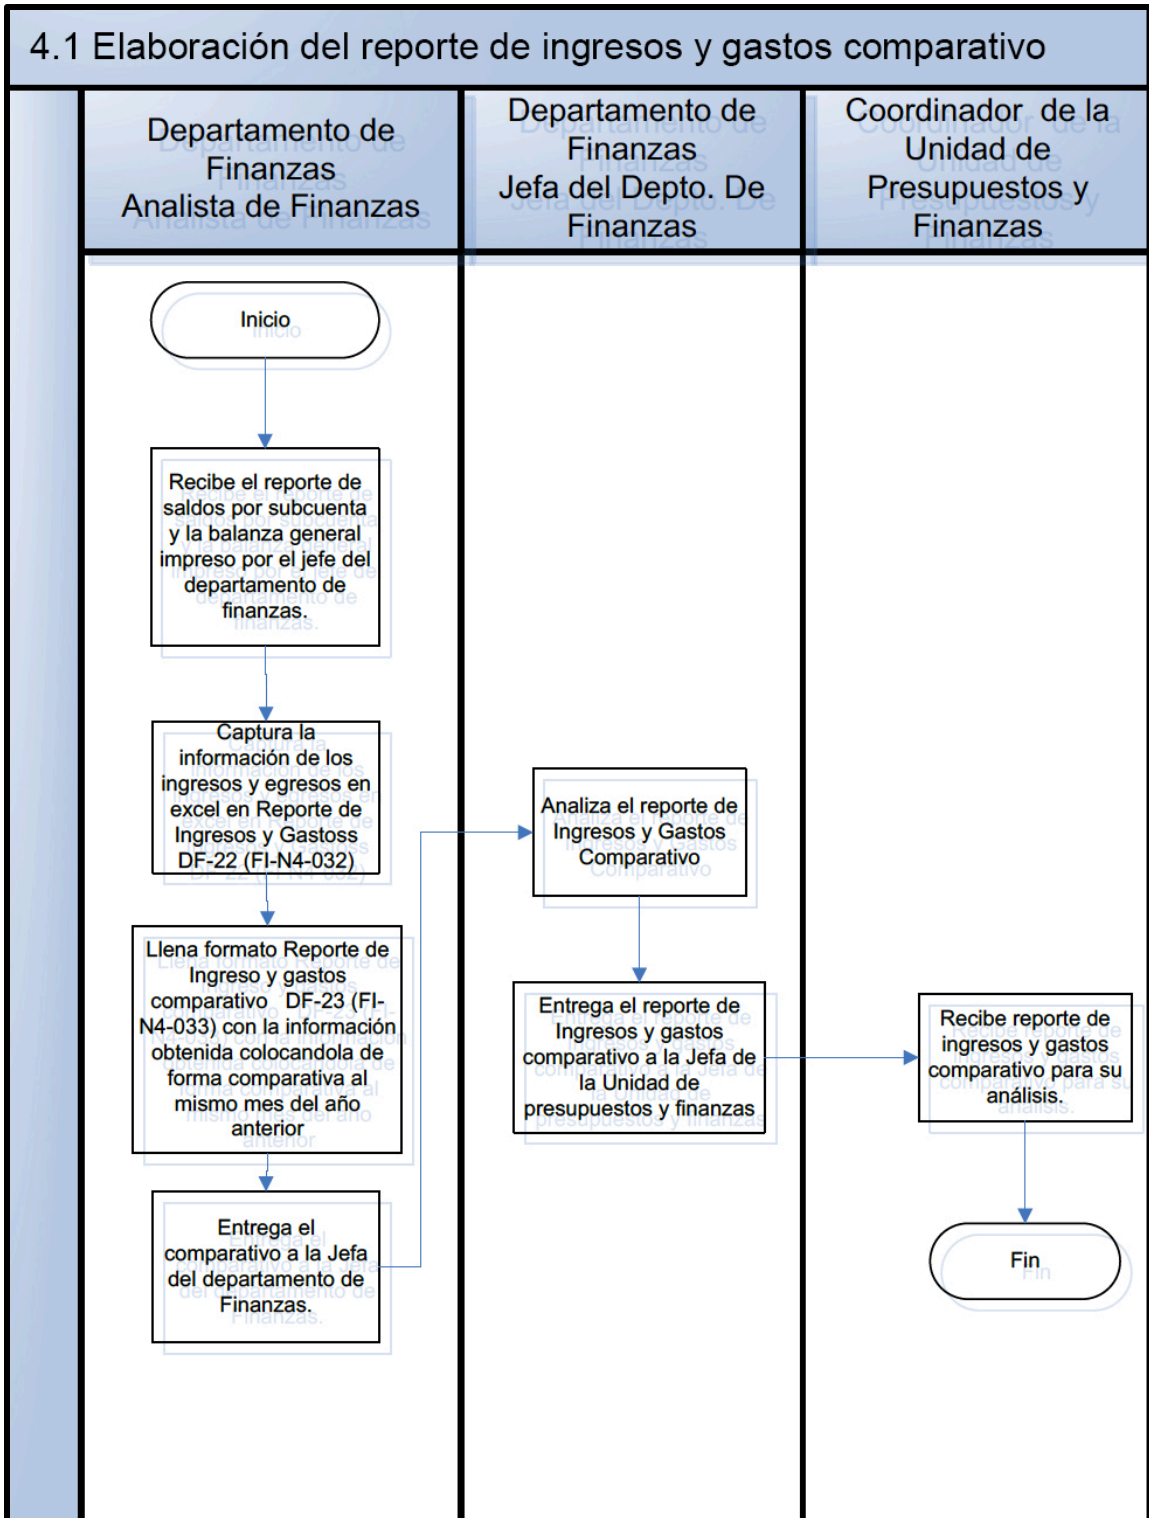 4.1 Elaboración del reporte de ingresos y gastos comparativo
Departamento de
Finanzas
Analista de Finanzas
Departamento de
Finanzas
Jefa del Depto. De
Finanzas
Coordinador de la
Unidad de
Presupuestos y
Finanzas
Inicio
Recibe el reporte de
saldos por subcuenta
y la balanza general
impreso por el jefe del
departamento de
finanzas.
Captura la
información de los
ingresos y egresos en
excel en Reporte de
Ingresos y Gastoss
DF-22 (FI-N4-032)
Llena formato Reporte de
Ingreso y gastos
comparativo DF-23 (FI-
N4-033) con la información
obtenida colocandola de
forma comparativa al
mismo mes del año
anterior
Entrega el
comparativo a la Jefa
del departamento de
Finanzas.
Analiza el reporte de
Ingresos y Gastos
Comparativo
Entrega el reporte de
Ingresos y gastos
comparativo a la Jefa de
la Unidad de
presupuestos y finanzas
Recibe reporte de
ingresos y gastos
comparativo para su
análisis.
Fin